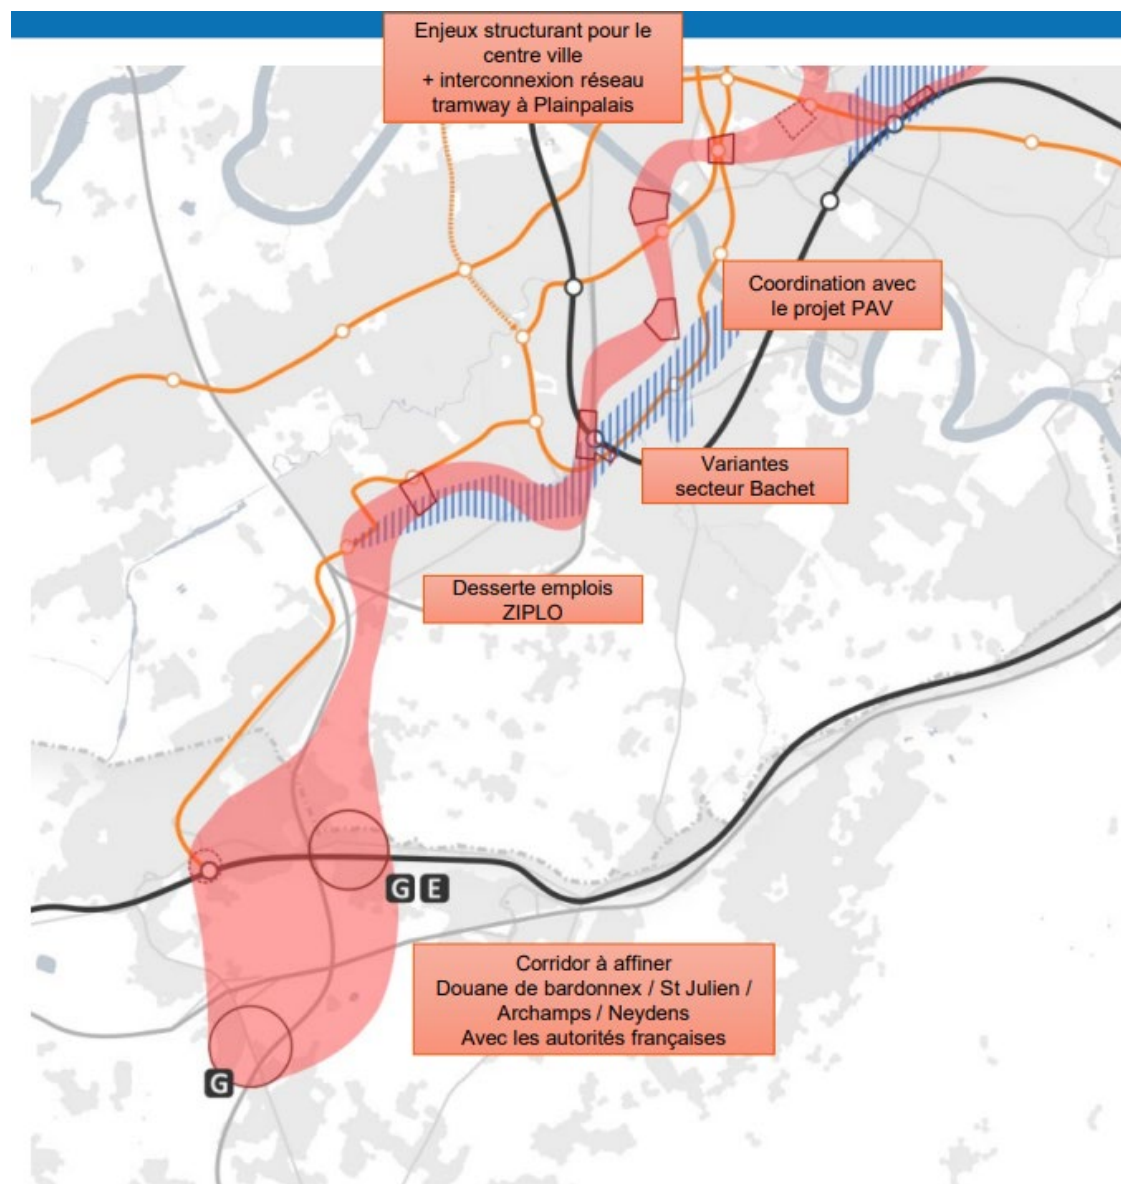 Enjeux structurant pour le
centre ville
+ interconnexion réseau
tramway à Plainpalais
Coordination avec
le projet PAV
Variantes
secteur Bachet
Desserte emplois
ZIPLO
G E
Corridor à affiner
Douane de bardonnex / St Julien /
Archamps / Neydens
Avec les autorités françaises
G